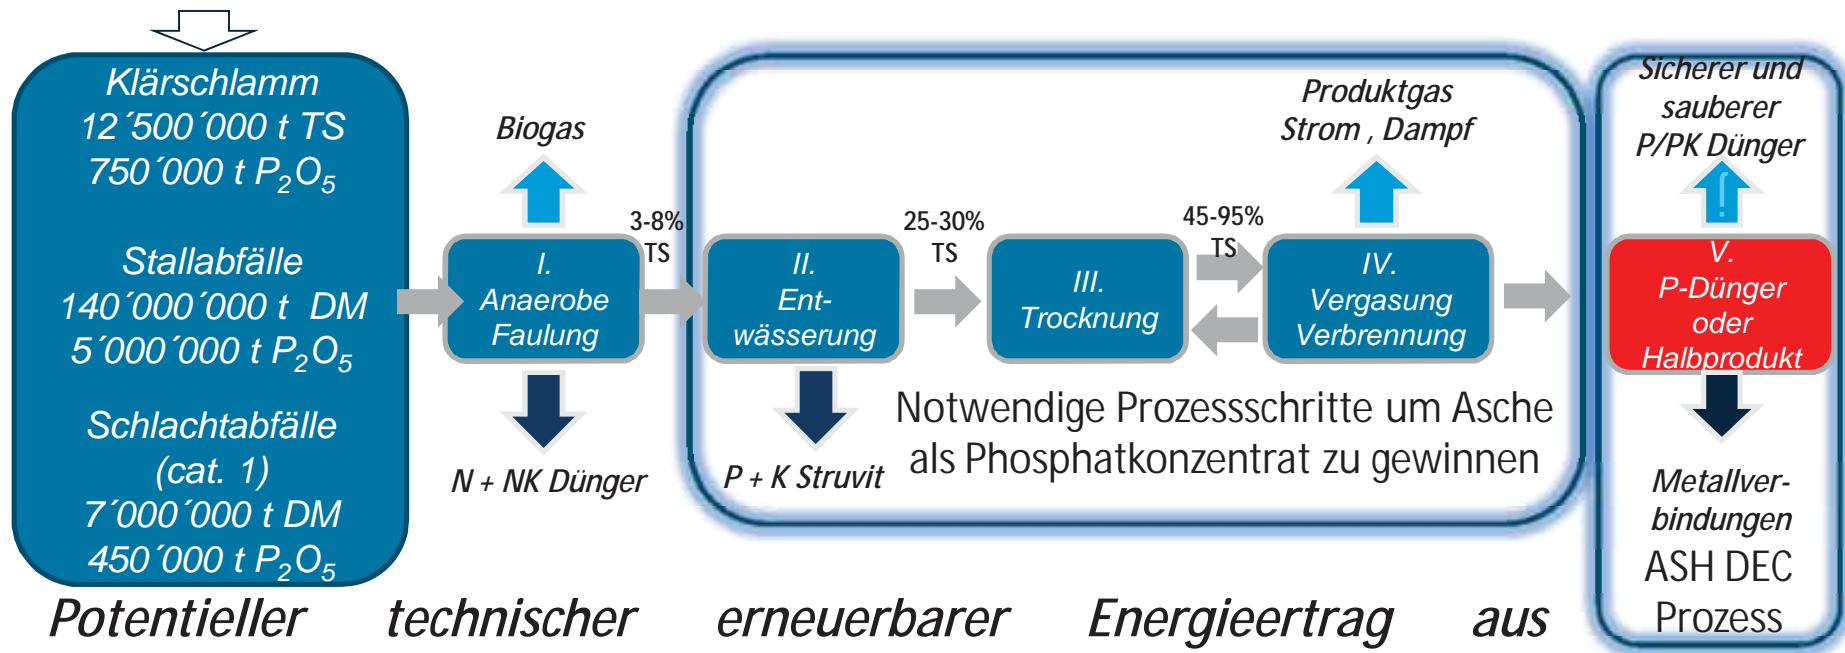 Klärschlamm
12´500´000 t TS
750´000 t P₂O₅
Stallabfälle
140´000´000 t DM
5´000´000 t P₂O₅
Schlachtabfälle
(cat. 1)
7´000´000 t DM
450´000 t P₂O₅
Biogas
I.
Anaerobe
Faulung
N + NK Dünger
3-8%
TS
II.
Ent-
wässerung
P + K Struvit
25-30%
TS
III.
Trocknung
45-95%
TS
Produktgas
Strom , Dampf
IV.
Vergasung
Verbrennung
Notwendige Prozessschritte um Asche
als Phosphatkonzentrat zu gewinnen
Sicherer und
sauberer
P/PK Dünger
V.
P-Dünger
oder
Halbprodukt
Metallver-
bindungen
ASH DEC
Prozess
Potentieller technischer erneuerbarer Energieertrag aus